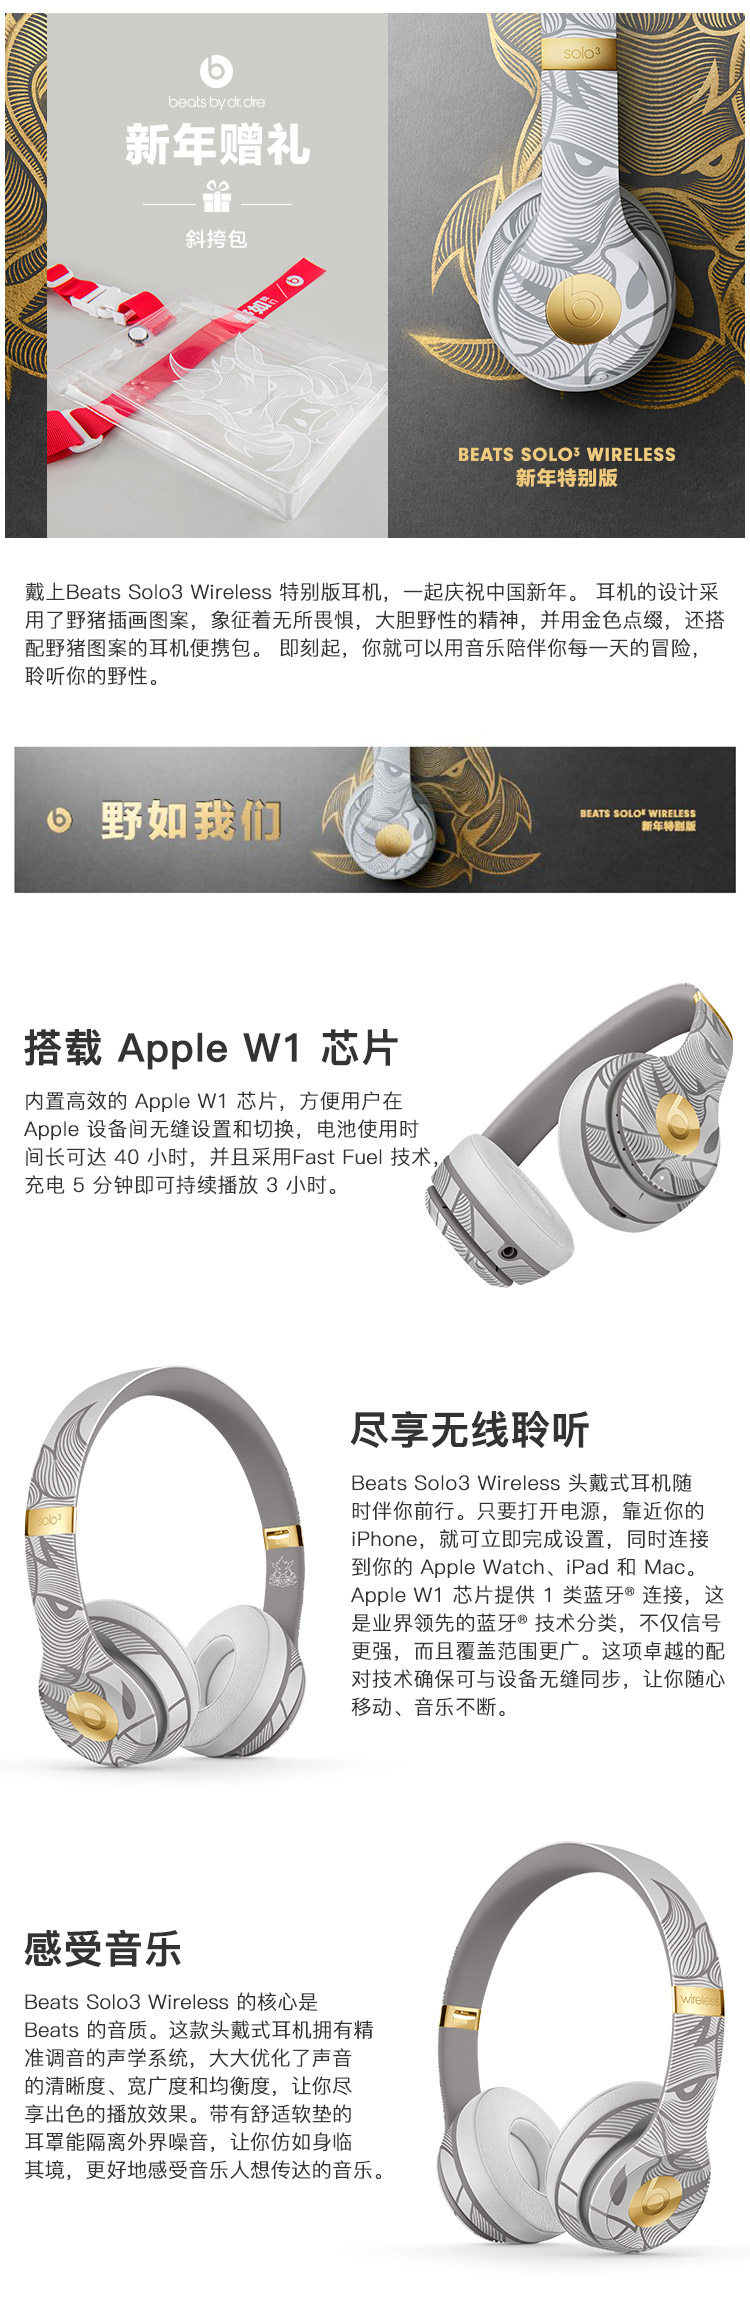 beats by dr. dre
新年赠礼
斜挎包
野如我们
solo³
BEATS SOLO³ WIRELESS
新年特别版
戴上Beats Solo3 Wireless 特别版耳机，一起庆祝中国新年。 耳机的设计采
用了野猪插画图案，象征着无所畏惧，大胆野性的精神，并用金色点缀，还搭
配野猪图案的耳机便携包。 即刻起，你就可以用音乐陪伴你每一天的冒险，
聆听你的野性。
野如我们
BEATS SOLO³ WIRELESS
新年特别版
搭载 Apple W1 芯片
内置高效的 Apple W1 芯片，方便用户在
Apple 设备间无缝设置和切换，电池使用时
间长可达 40 小时，并且采用Fast Fuel 技术，
充电 5 分钟即可持续播放 3 小时。
solo³
尽享无线聆听
Beats Solo3 Wireless 头戴式耳机随
时伴你前行。只要打开电源，靠近你的
iPhone，就可立即完成设置，同时连接
到你的 Apple Watch、iPad 和 Mac。
Apple W1 芯片提供 1 类蓝牙® 连接，这
是业界领先的蓝牙® 技术分类，不仅信号
更强，而且覆盖范围更广。这项卓越的配
对技术确保可与设备无缝同步，让你随心
移动、音乐不断。
感受音乐
Beats Solo3 Wireless 的核心是
Beats 的音质。这款头戴式耳机拥有精
准调音的声学系统，大大优化了声音
的清晰度、宽广度和均衡度，让你尽
享出色的播放效果。带有舒适软垫的
耳罩能隔离外界噪音，让你仿如身临
其境，更好地感受音乐人想传达的音乐。
wireless